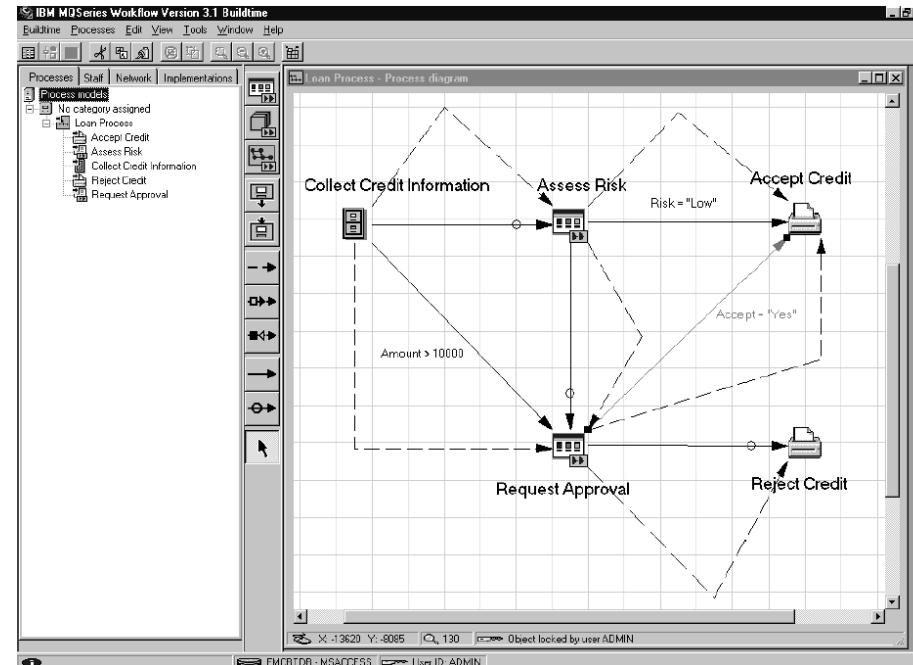 IBM MQSeries Workflow Version 3.1 Buildtime
Buildtime Processes Edit View Tools Window Help
Processes Staff Network Implementations
Process models
No category assigned
Loan Process
Accept Credit
Assess Risk
Collect Credit Information
Reject Credit
Request Approval
Loan Process - Process diagram
Collect Credit Information
Assess Risk
Accept Credit
Risk = "Low"
Accept = "Yes"
Amount > 10000
Request Approval
Reject Credit
X -13620 Y: -8085
130
Object locked by user ADMIN
FMCBTDB - MSACCESS
User ID: ADMIN